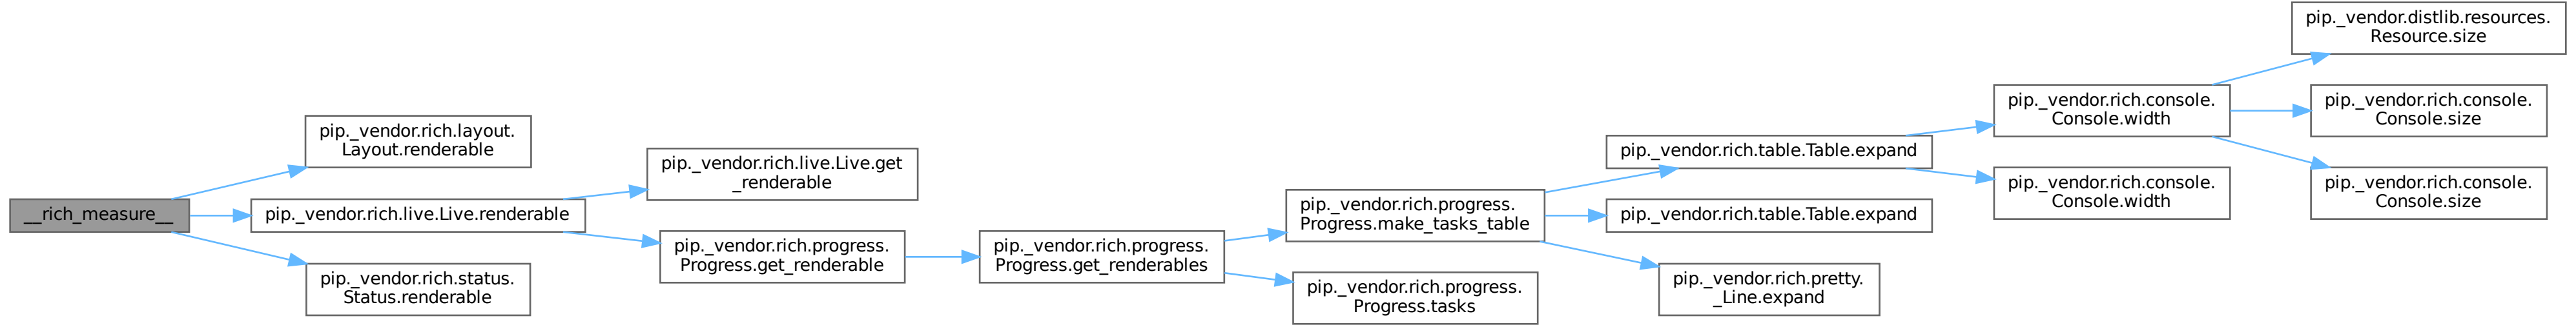 __rich_measure__
pip._vendor.rich.layout.
Layout.renderable
pip._vendor.rich.live.Live.renderable
pip._vendor.rich.status.
Status.renderable
pip._vendor.rich.live.Live.get
_renderable
pip._vendor.rich.progress.
Progress.get_renderable
pip._vendor.rich.progress.
Progress.get_renderables
pip._vendor.rich.progress.
Progress.make_tasks_table
pip._vendor.rich.progress.
Progress.tasks
pip._vendor.rich.table.Table.expand
pip._vendor.rich.table.Table.expand
pip._vendor.rich.pretty.
_Line.expand
pip._vendor.rich.console.
Console.width
pip._vendor.rich.console.
Console.width
pip._vendor.distlib.resources.
Resource.size
pip._vendor.rich.console.
Console.size
pip._vendor.rich.console.
Console.size